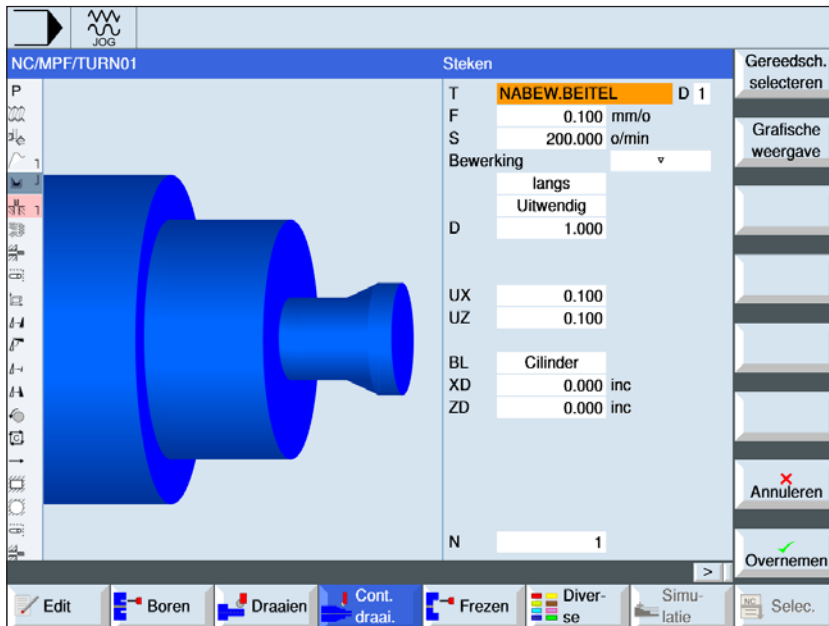 JOG
NC/MPF/TURN01
Steken
P
T NABEW.BEITEL D 1
F 0.100 mm/o
S 200.000 o/min
Bewerking ▿
langs
Uitwendig
D 1.000
UX 0.100
UZ 0.100
BL Cilinder
XD 0.000 inc
ZD 0.000 inc
N 1
>
Gereedsch.
selecteren
Grafische
weergave
Annuleren
Overnemen
Edit
Boren
Draaien
Cont.
draai.
Frezen
Diver-
se
Simu-
latie
NC
Selec.